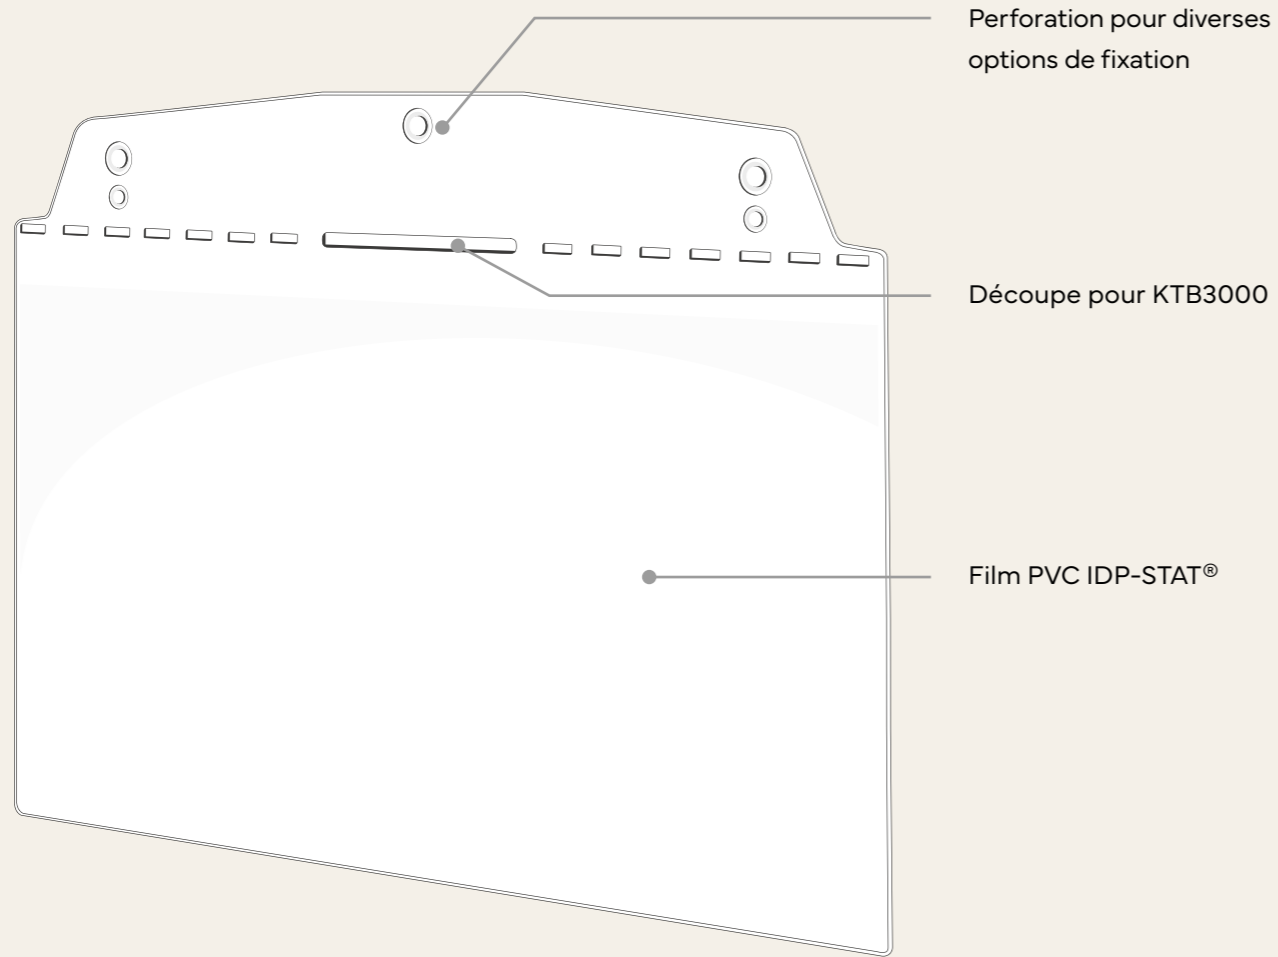 Perforation pour diverses
options de fixation
Découpe pour KTB3000
Film PVC IDP-STAT®